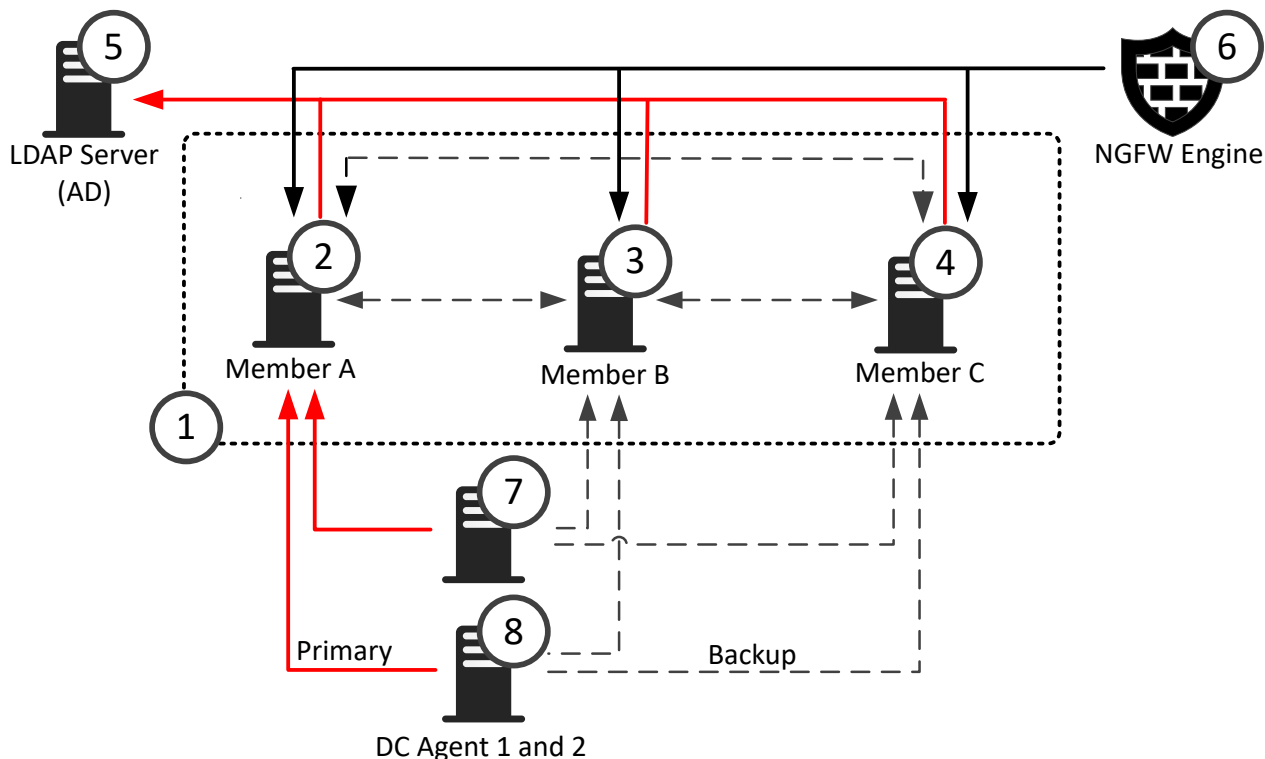 5
6
LDAP Server
(AD)
NGFW Engine
2
3
4
Member A
Member B
Member C
1
7
8
Primary
Backup
DC Agent 1 and 2